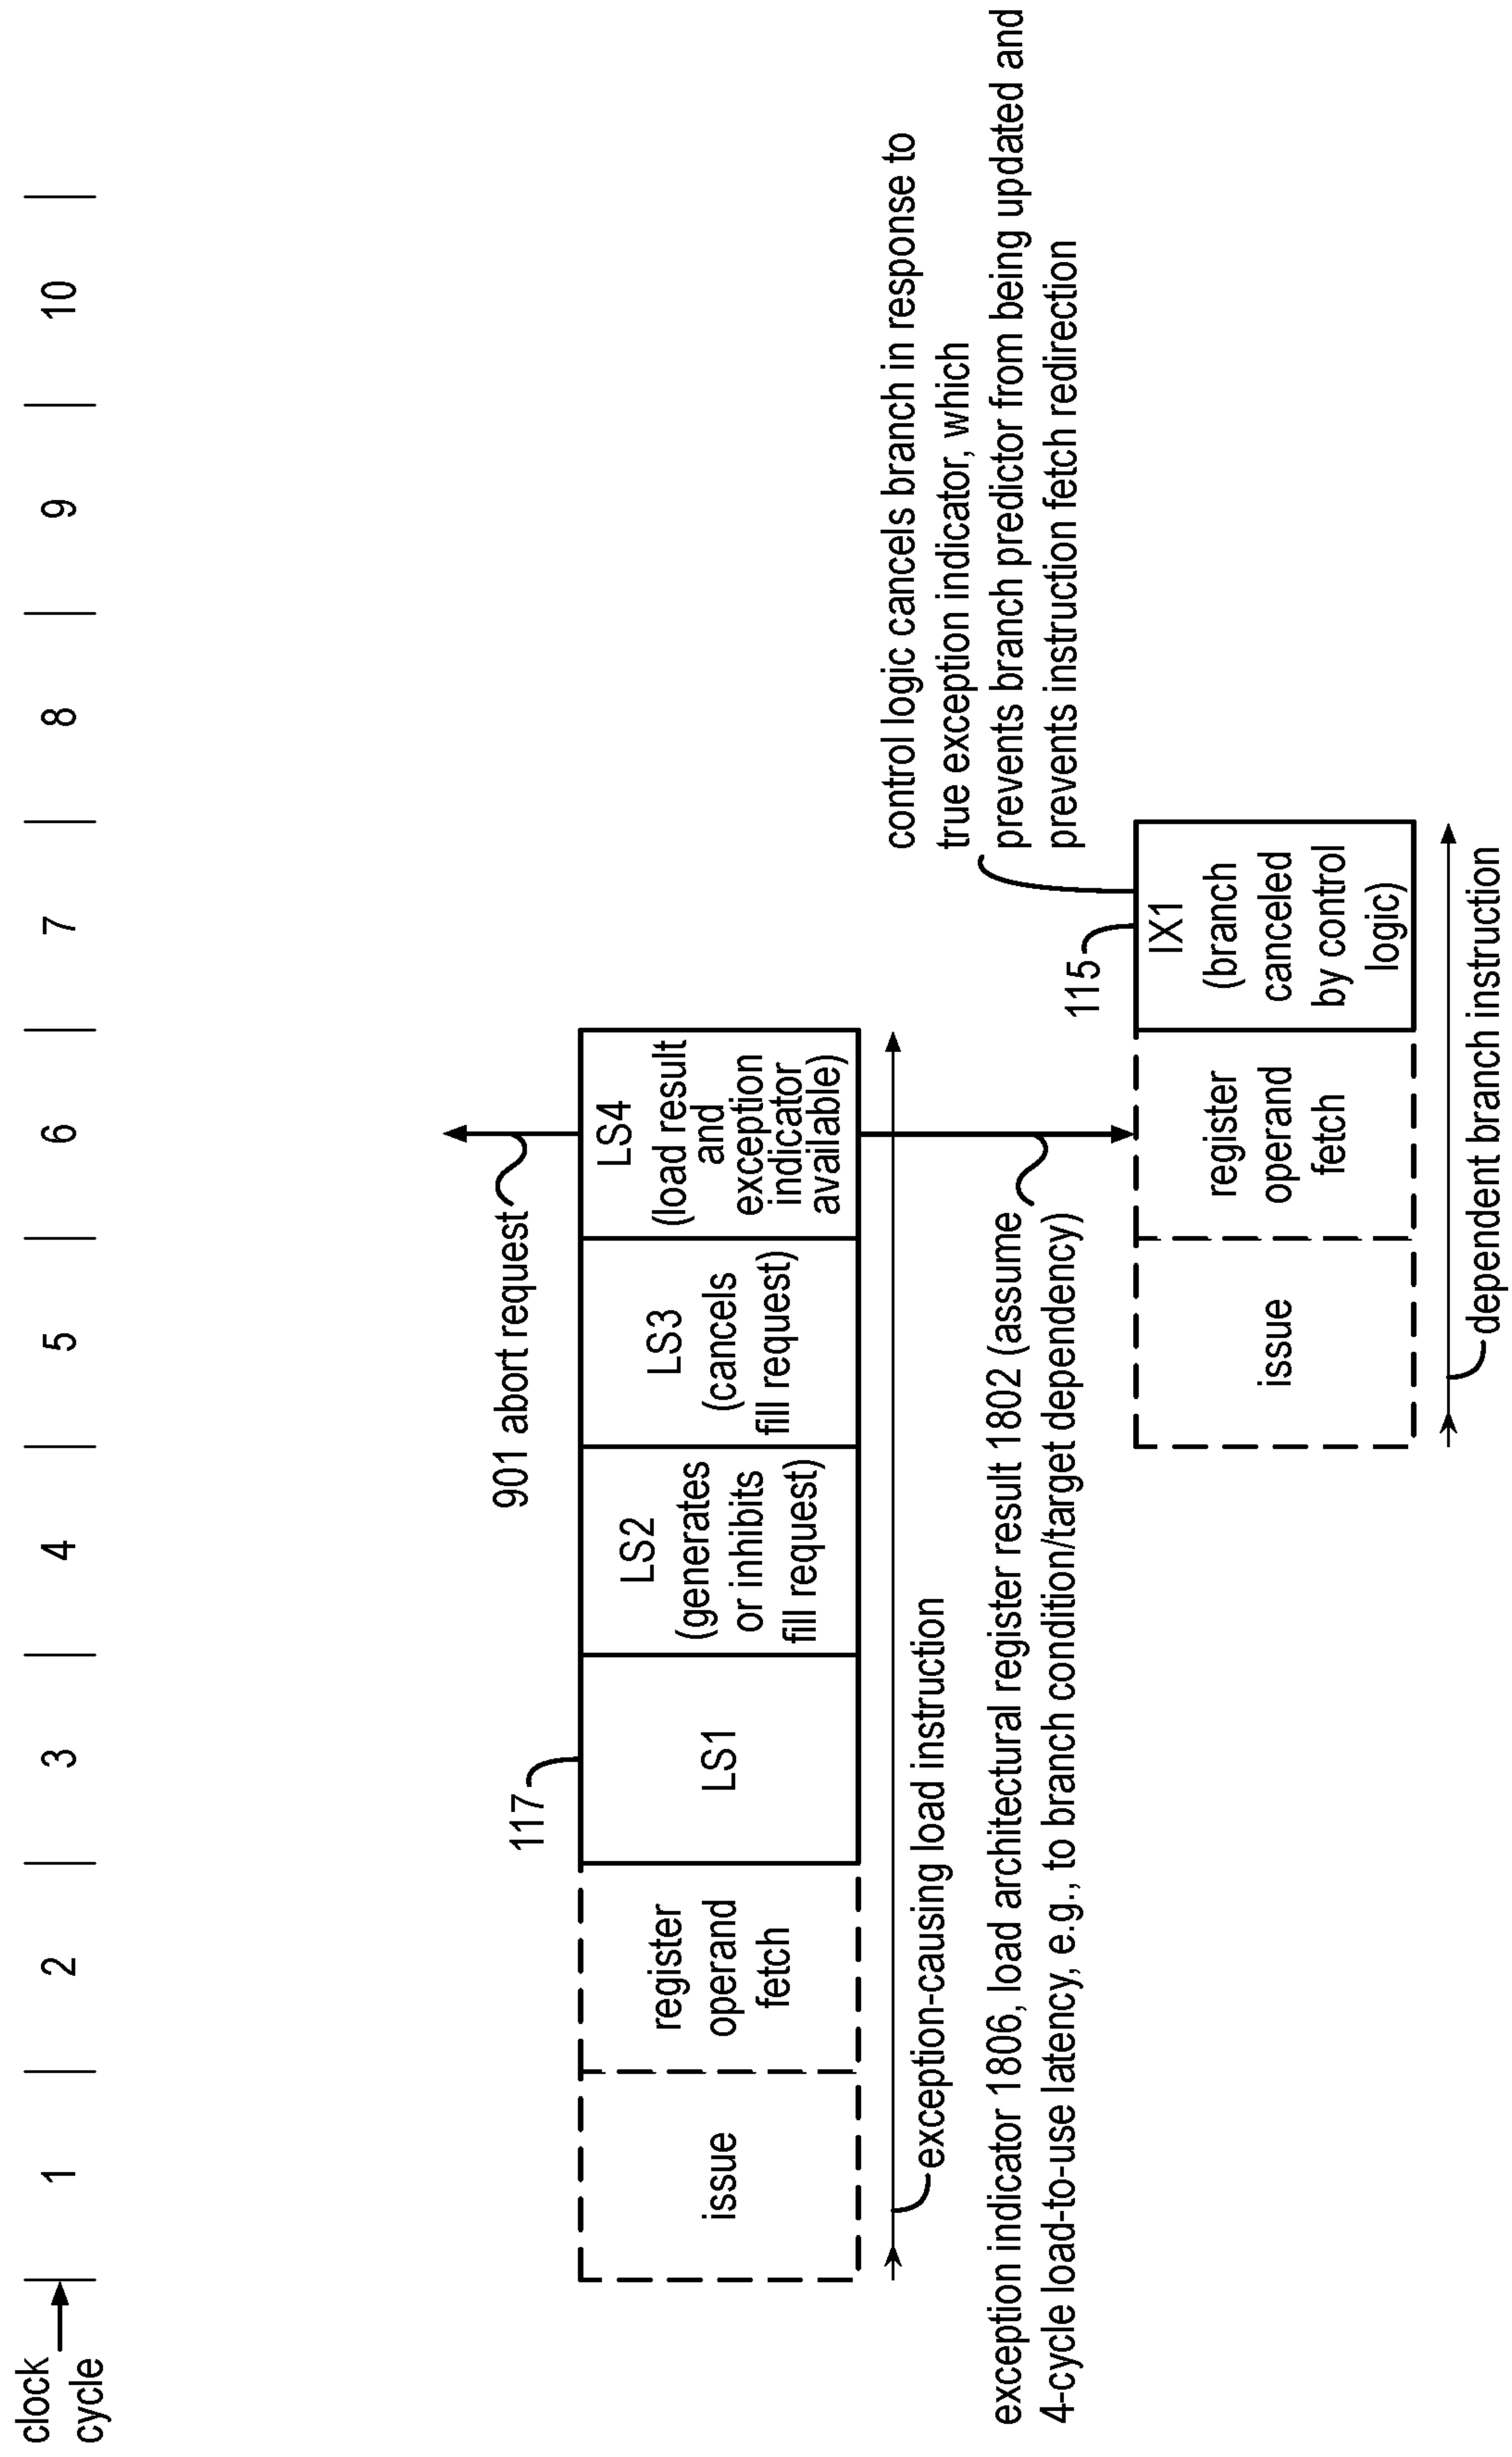 clock
cycle
1 2 3 4 5 6 7 8 9 10
901 abort request
117
issue
register
operand
fetch
LS1
LS2
(generates
or inhibits
fill request)
LS3
(cancels
fill request)
LS4
(load result
and
exception
indicator
available)
exception-causing load instruction
control logic cancels branch in response to
true exception indicator, which
prevents branch predictor from being updated and
prevents instruction fetch redirection
exception indicator 1806, load architectural register result 1802 (assume
4-cycle load-to-use latency, e.g., to branch condition/target dependency)
115
issue
register
operand
fetch
IX1
(branch
canceled
by control
logic)
dependent branch instruction